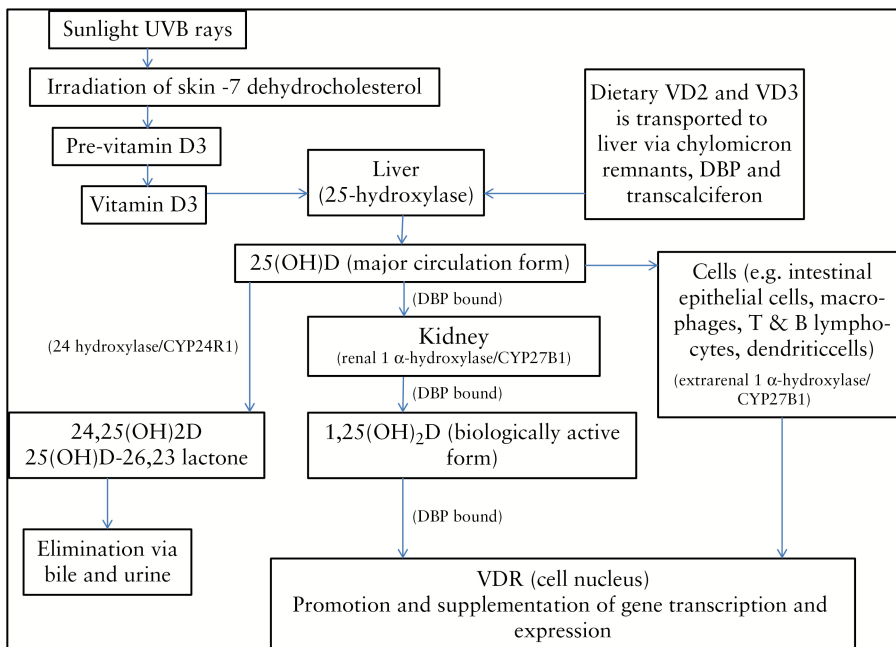 Sunlight UVB rays
Irradiation of skin -7 dehydrocholesterol
Pre-vitamin D3
Vitamin D3
Liver
(25-hydroxylase)
Dietary VD2 and VD3
is transported to
liver via chylomicron
remnants, DBP and
transcalciferon
25(OH)D (major circulation form)
(DBP bound)
(24 hydroxylase/CYP24R1)
Kidney
(renal 1 α-hydroxylase/CYP27B1)
Cells (e.g. intestinal
epithelial cells, macro-
phages, T & B lympho-
cytes, dendriticcells)
(extrarenal 1 α-hydroxylase/
CYP27B1)
(DBP bound)
24,25(OH)2D
25(OH)D-26,23 lactone
1,25(OH)₂D (biologically active
form)
(DBP bound)
Elimination via
bile and urine
VDR (cell nucleus)
Promotion and supplementation of gene transcription and
expression